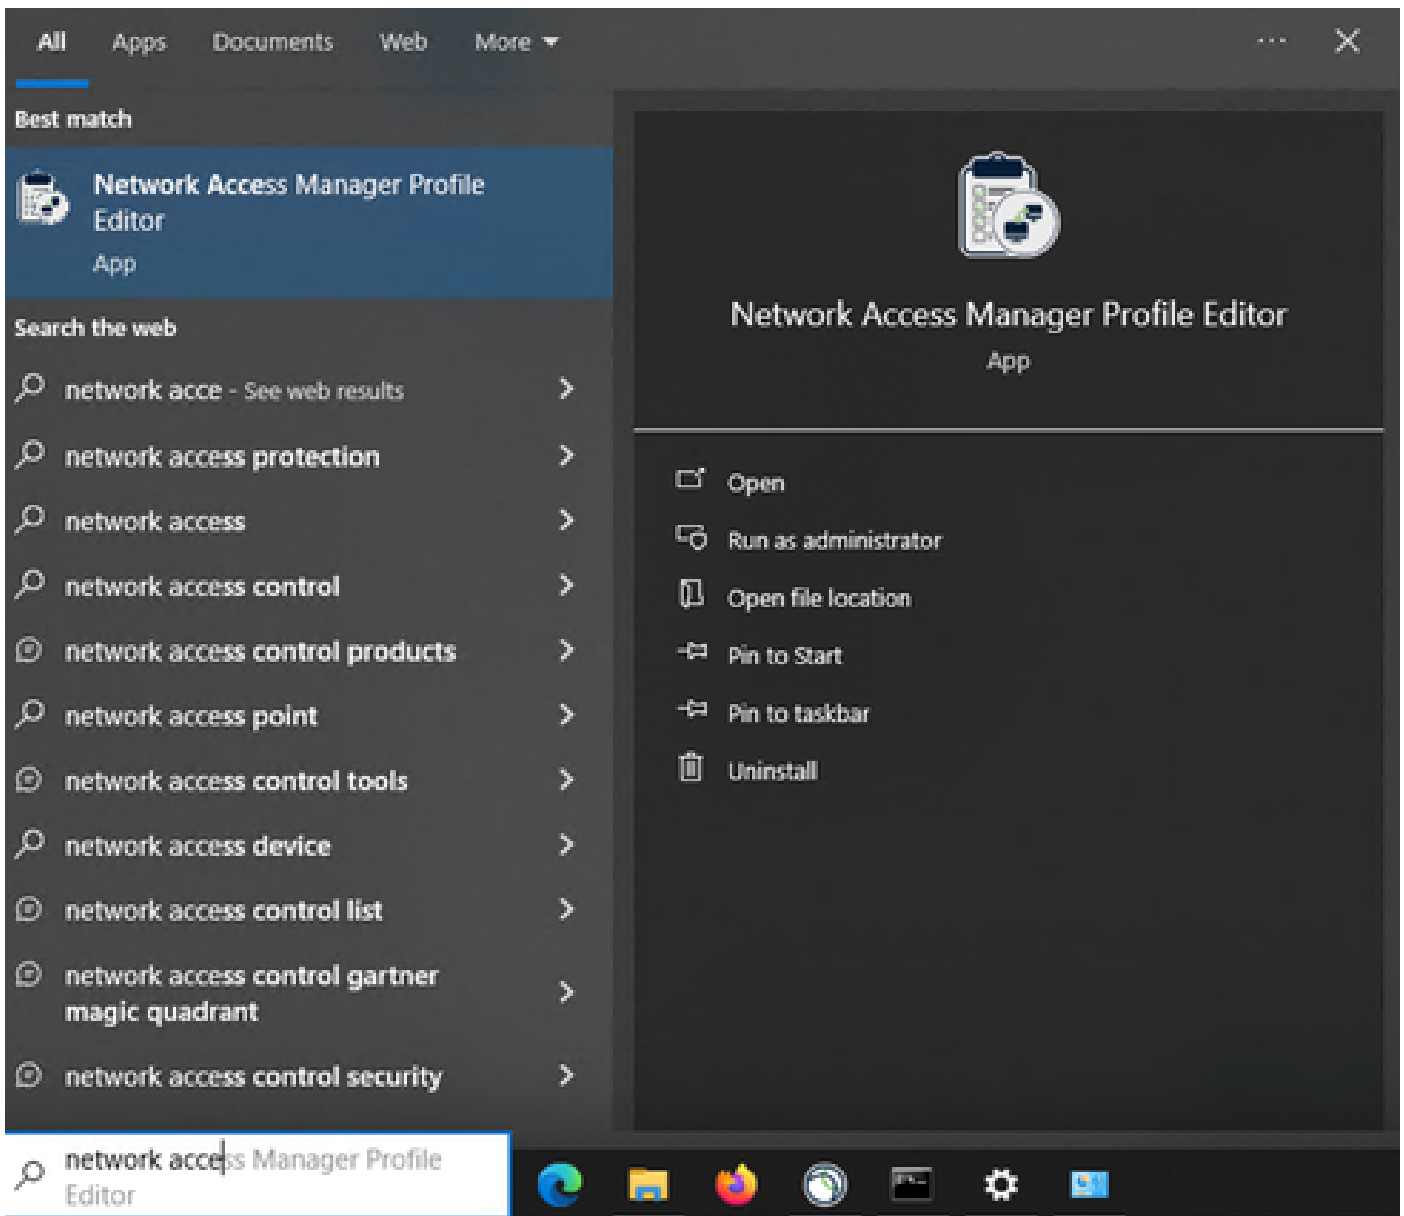 All Apps Documents Web More
Best match
Network Access Manager Profile
Editor
App
Search the web
network acce - See web results
network access protection
network access
network access control
network access control products
network access point
network access control tools
network access device
network access control list
network access control gartner
magic quadrant
network access control security
network access Manager Profile
Editor
Network Access Manager Profile Editor
App
Open
Run as administrator
Open file location
Pin to Start
Pin to taskbar
Uninstall